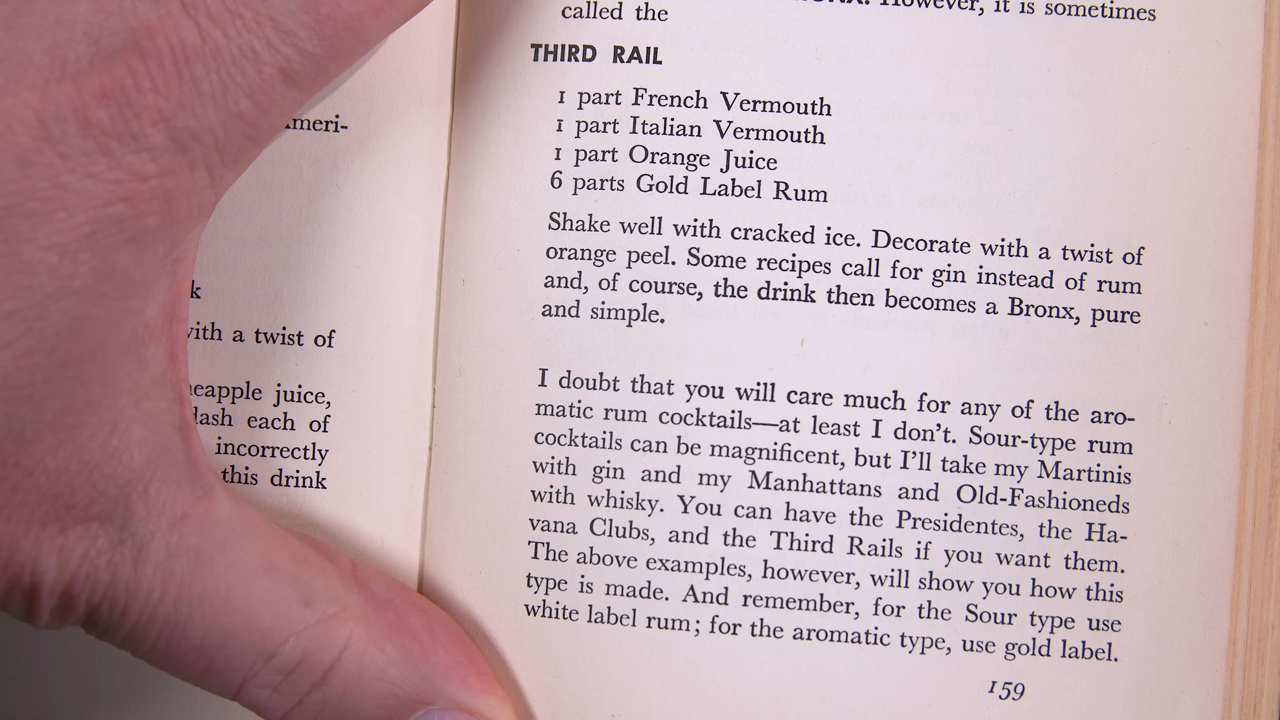 k
with a twist of
juice,
each of
incorrectly
this drink
However, it is sometimes
called the
THIRD RAIL
1 part French Vermouth
1 part Italian Vermouth
1 part Orange Juice
6 parts Gold Label Rum
Shake well with cracked ice. Decorate with a twist of
orange peel. Some recipes call for gin instead of rum
and, of course, the drink then becomes a Bronx, pure
and simple.
I doubt that you will care much for any of the aro-
matic rum cocktails—at least I don't. Sour-type rum
cocktails can be magnificent, but I'll take my Martinis
with gin and my Manhattans and Old-Fashioneds
with whisky. You can have the Presidentes, the Ha-
vana Clubs, and the Third Rails if you want them.
The above examples, however, will show you how this
type is made. And remember, for the Sour type use
white label rum; for the aromatic type, use gold label.
159